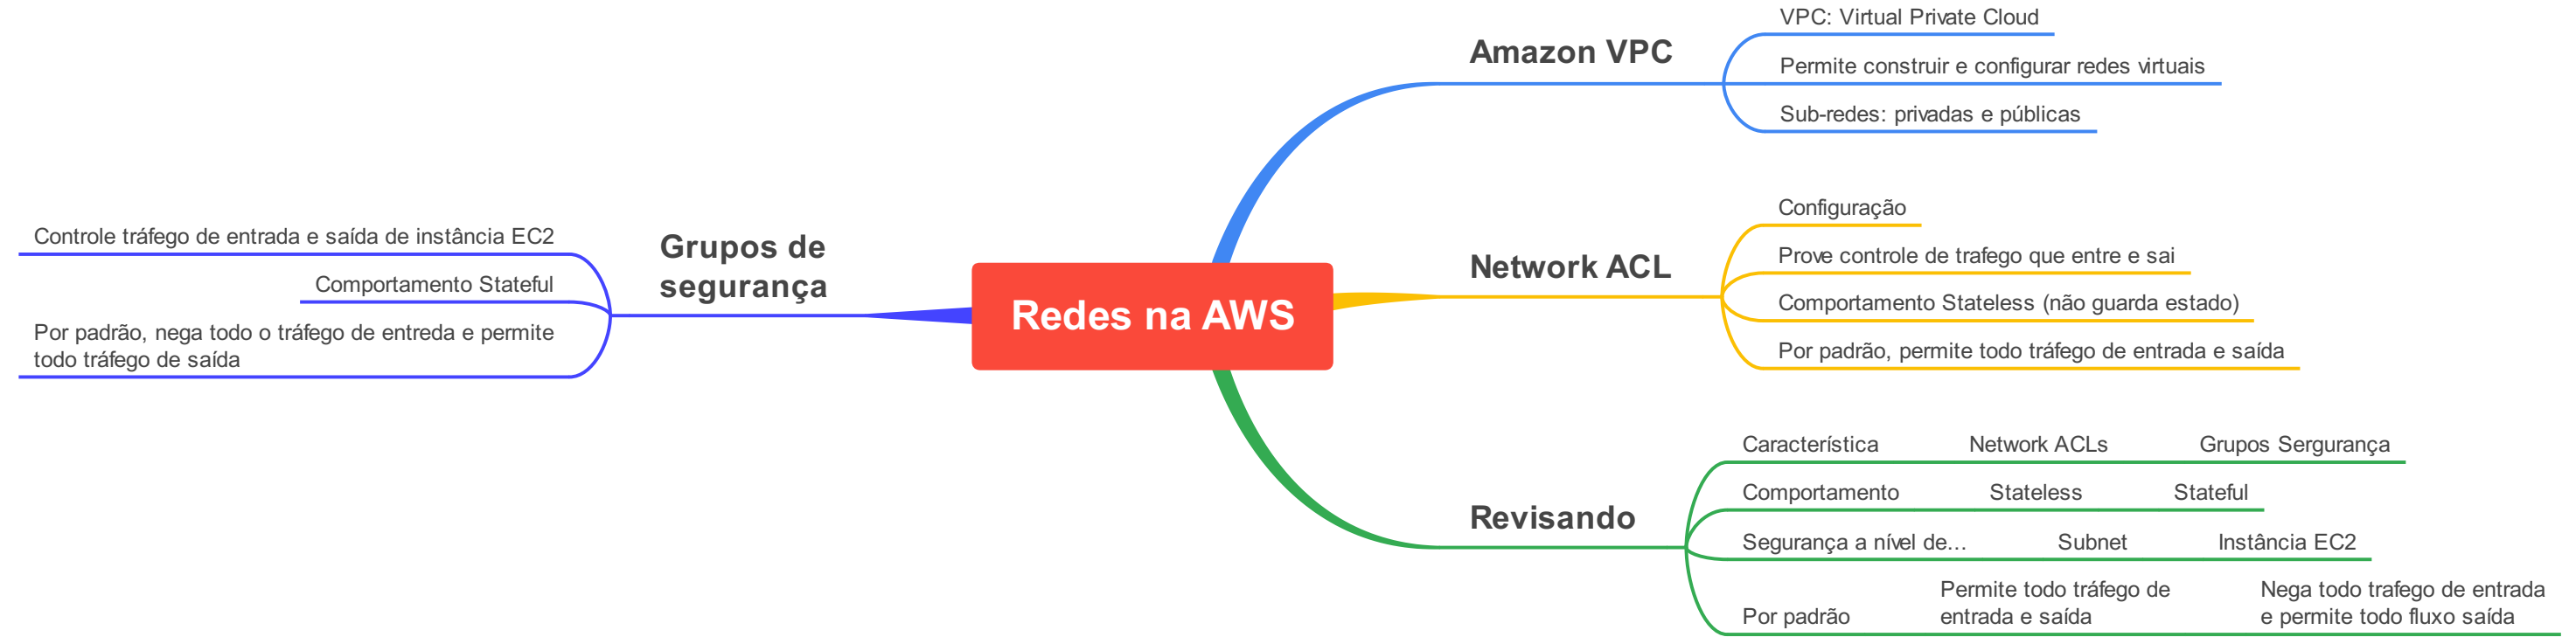 Redes na AWS
Amazon VPC
VPC: Virtual Private Cloud
Permite construir e configurar redes virtuais
Sub-redes: privadas e públicas
Network ACL
Configuração
Prove controle de trafego que entre e sai
Comportamento Stateless (não guarda estado)
Por padrão, permite todo tráfego de entrada e saída
Revisando
Característica Network ACLs Grupos Sergurança
Comportamento Stateless Stateful
Segurança a nível de... Subnet Instância EC2
Por padrão
Permite todo tráfego de
entrada e saída
Nega todo trafego de entrada
e permite todo fluxo saída
Grupos de
segurança
Controle tráfego de entrada e saída de instância EC2
Comportamento Stateful
Por padrão, nega todo o tráfego de entreda e permite
todo tráfego de saída